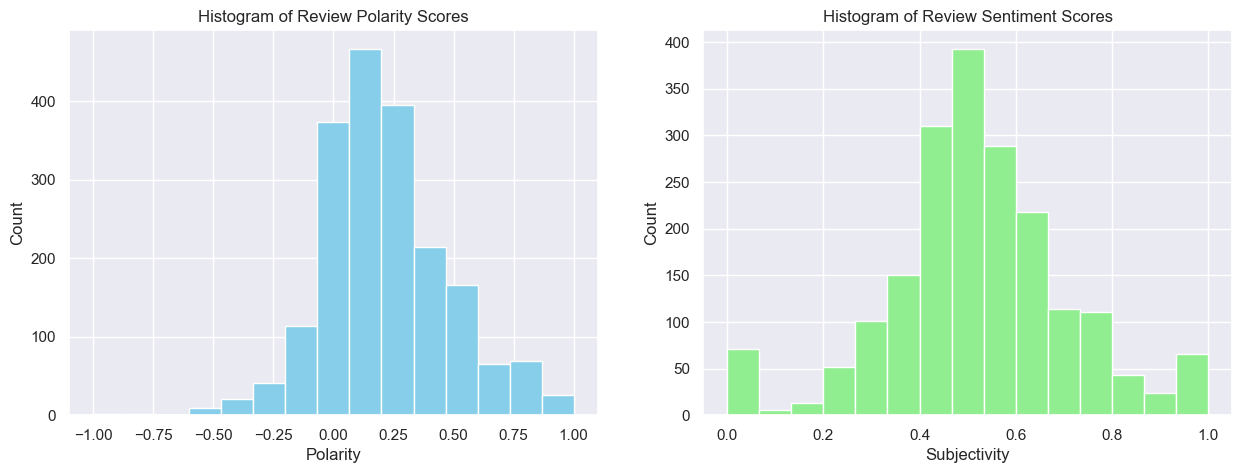 Histogram of Review Polarity Scores
Count
400
300
200
100
0
−1.00 −0.75 −0.50 −0.25 0.00 0.25 0.50 0.75 1.00
Polarity
Histogram of Review Sentiment Scores
Count
400
350
300
250
200
150
100
50
0
0.0 0.2 0.4 0.6 0.8 1.0
Subjectivity